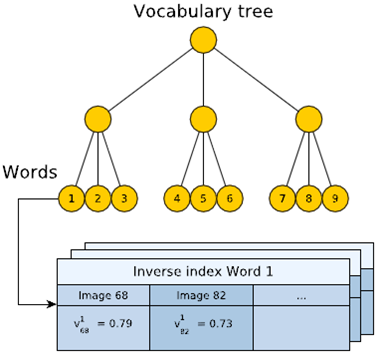 Vocabulary tree
Words
1 2 3 4 5 6 7 8 9
Inverse index Word 1
Image 68 Image 82 ...
v¹₆₈ = 0.79 v¹₈₂ = 0.73